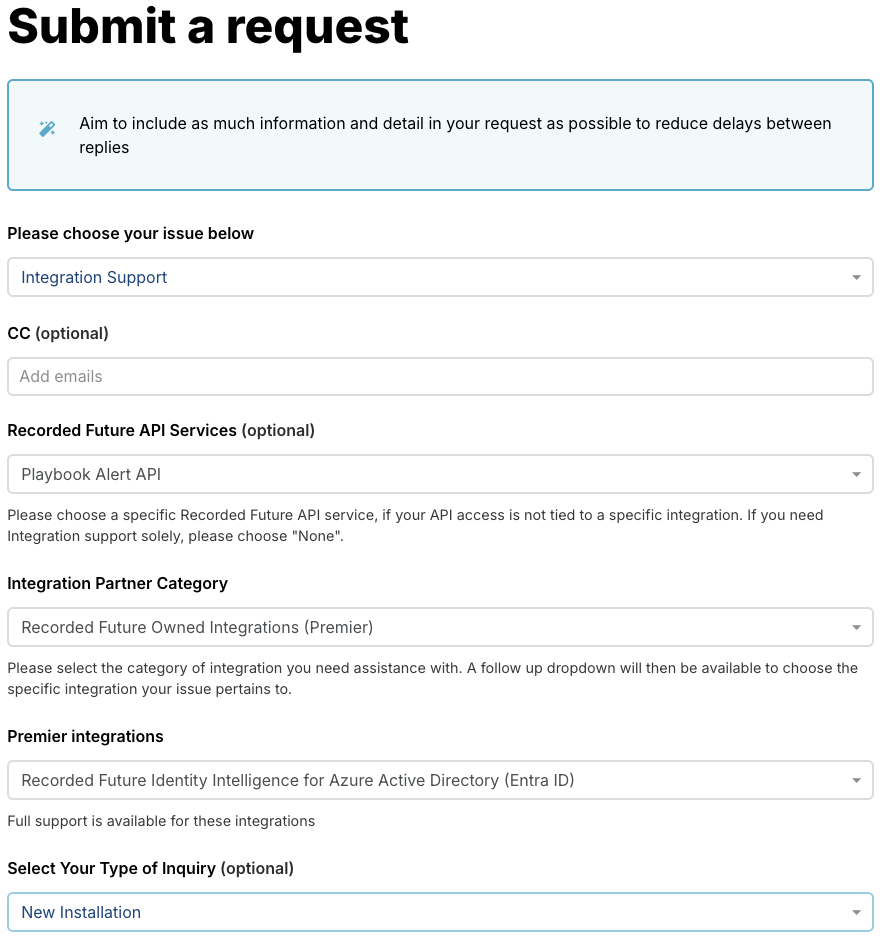 Submit a request
Aim to include as much information and detail in your request as possible to reduce delays between
replies
Please choose your issue below
Integration Support
CC (optional)
Add emails
Recorded Future API Services (optional)
Playbook Alert API
Please choose a specific Recorded Future API service, if your API access is not tied to a specific integration. If you need
Integration support solely, please choose "None".
Integration Partner Category
Recorded Future Owned Integrations (Premier)
Please select the category of integration you need assistance with. A follow up dropdown will then be available to choose the
specific integration your issue pertains to.
Premier integrations
Recorded Future Identity Intelligence for Azure Active Directory (Entra ID)
Full support is available for these integrations
Select Your Type of Inquiry (optional)
New Installation